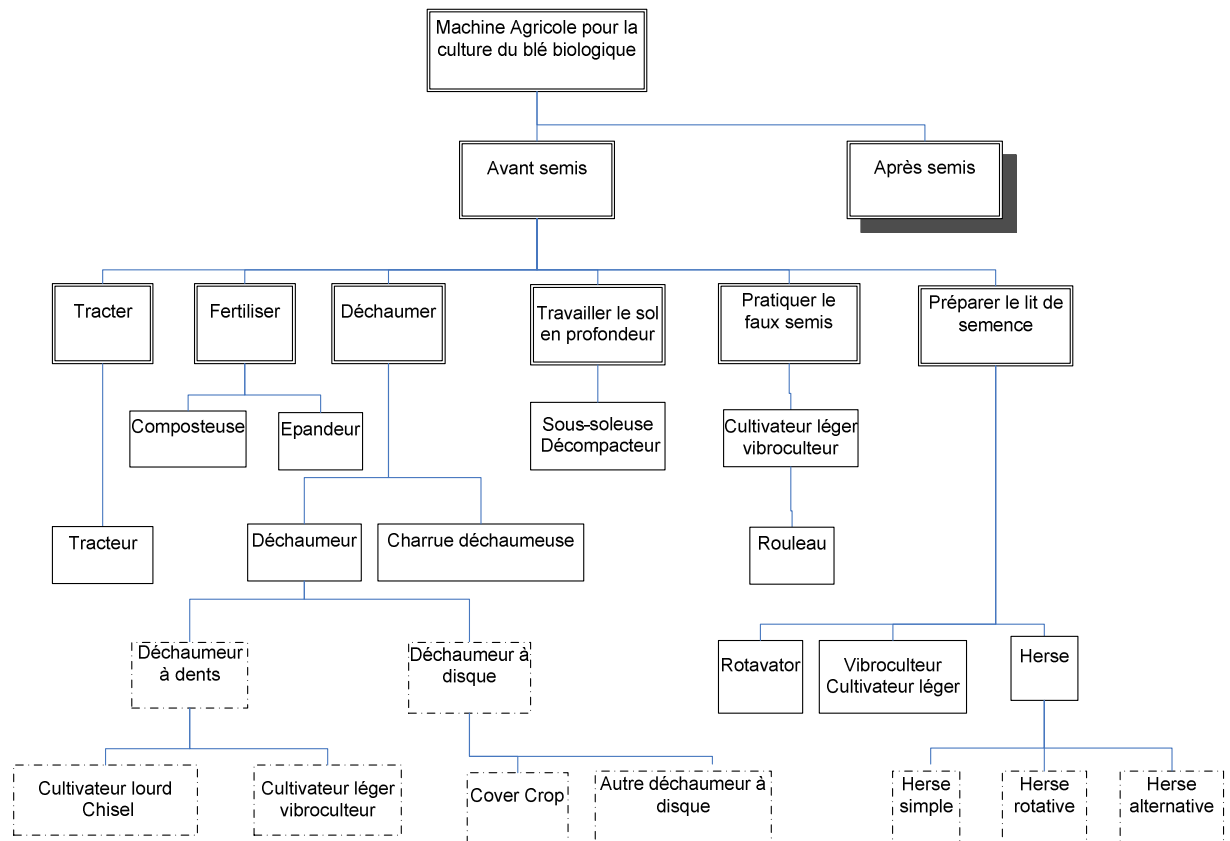 Machine Agricole pour la
culture du blé biologique
Avant semis
Après semis
Tracter
Fertiliser
Déchaumer
Travailler le sol
en profondeur
Pratiquer le
faux semis
Préparer le lit de
semence
Composteuse
Epandeur
Sous-soleuse
Décompacteur
Cultivateur léger
vibroculteur
Tracteur
Déchaumeur
Charrue déchaumeuse
Rouleau
Déchaumeur
à dents
Déchaumeur à
disque
Rotavator
Vibroculteur
Cultivateur léger
Herse
Cultivateur lourd
Chisel
Cultivateur léger
vibroculteur
Cover Crop
Autre déchaumeur à
disque
Herse
simple
Herse
rotative
Herse
alternative